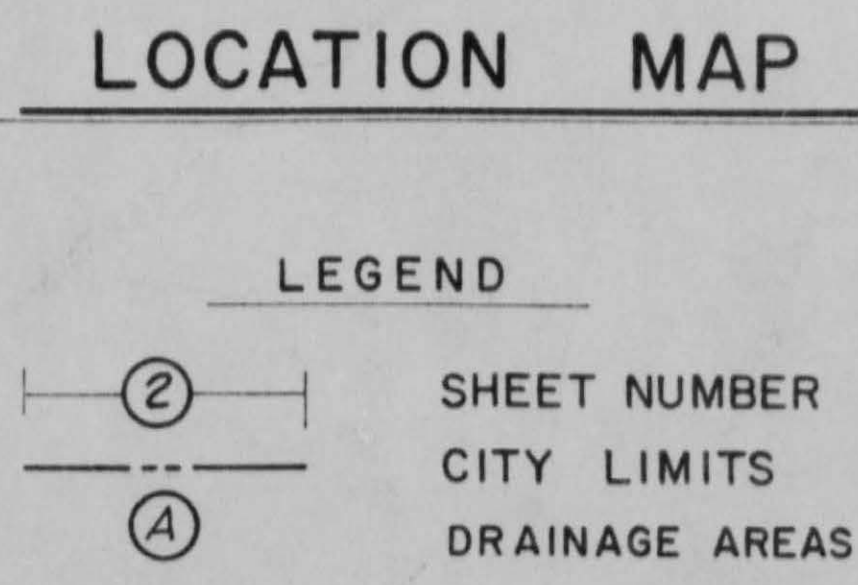 LOCATION MAP
LEGEND
2 SHEET NUMBER
CITY LIMITS
A DRAINAGE AREAS